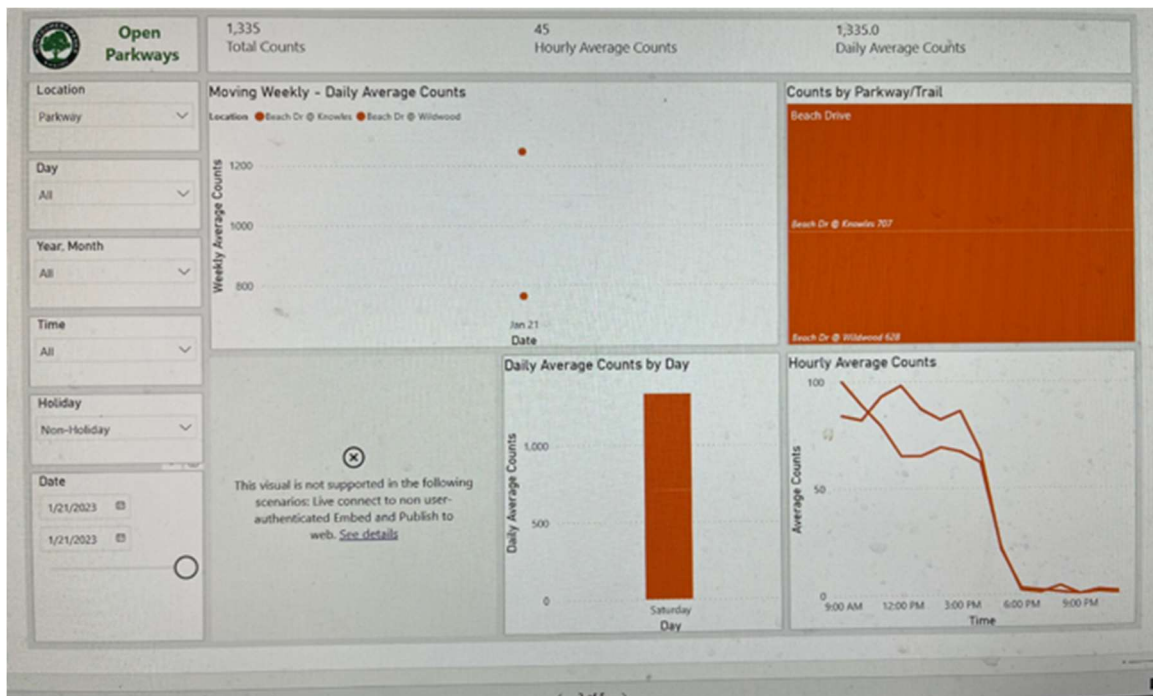 Open
Parkways
1,335
Total Counts
45
Hourly Average Counts
1,335.0
Daily Average Counts
Location
Parkway
Day
All
Year, Month
All
Time
All
Holiday
Non-Holiday
Date
1/21/2023
1/21/2023
Moving Weekly - Daily Average Counts
Location Beach Dr @ Knowles Beach Dr @ Wildwood
Weekly Average Counts
1200
1000
800
Jan 21
Date
Counts by Parkway/Trail
Beach Drive
Beach Dr @ Knowles 707
Beach Dr @ Wildwood 628
This visual is not supported in the following
scenarios: Live connect to non user-
authenticated Embed and Publish to
web. See details
Daily Average Counts by Day
Daily Average Counts
1,000
500
0
Saturday
Day
Hourly Average Counts
Average Counts
100
50
0
9:00 AM 12:00 PM 3:00 PM 6:00 PM 9:00 PM
Time